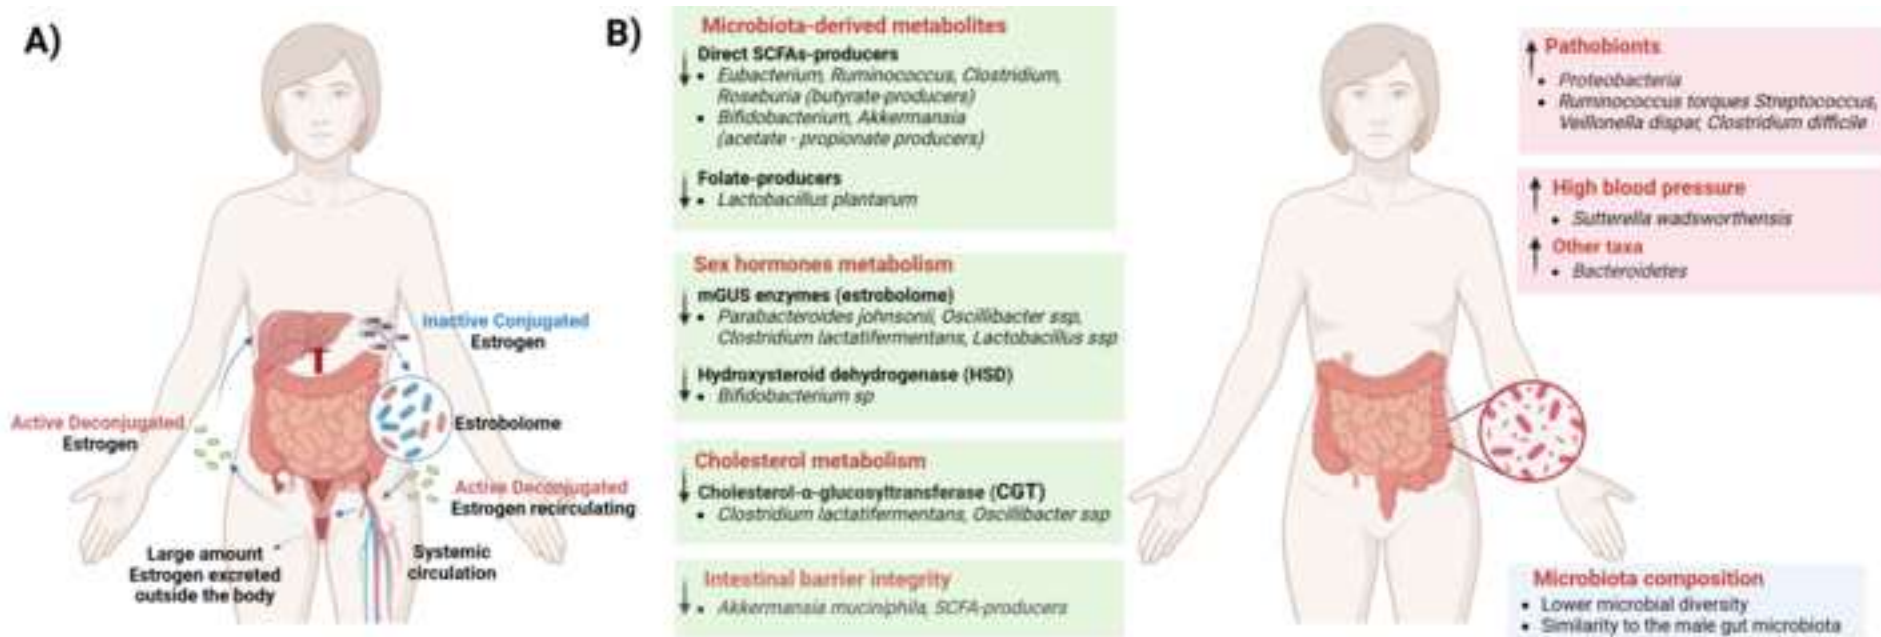 A)
Inactive Conjugated
Estrogen
Active Deconjugated
Estrogen
Estrobolome
Active Deconjugated
Estrogen recirculating
Large amount
Estrogen excreted
outside the body
Systemic
circulation
B)
Microbiota-derived metabolites
Direct SCFAs-producers
• Eubacterium, Ruminococcus, Clostridium,
Roseburia (butyrate-producers)
• Bifidobacterium, Akkermansia
(acetate - propionate producers)
Folate-producers
• Lactobacillus plantarum
Sex hormones metabolism
mGUS enzymes (estrobolome)
• Parabacteroides johnsonii, Oscillibacter ssp,
Clostridium lactatifermentans, Lactobacillus ssp
Hydroxysteroid dehydrogenase (HSD)
• Bifidobacterium sp
Cholesterol metabolism
Cholesterol-α-glucosyltransferase (CGT)
• Clostridium lactatifermentans, Oscillibacter ssp
Intestinal barrier integrity
• Akkermansia muciniphila, SCFA-producers
Pathobionts
• Proteobacteria
• Ruminococcus torques Streptococcus,
Veillonella dispar, Clostridium difficile
High blood pressure
• Sutterella wadsworthensis
Other taxa
• Bacteroidetes
Microbiota composition
• Lower microbial diversity
• Similarity to the male gut microbiota